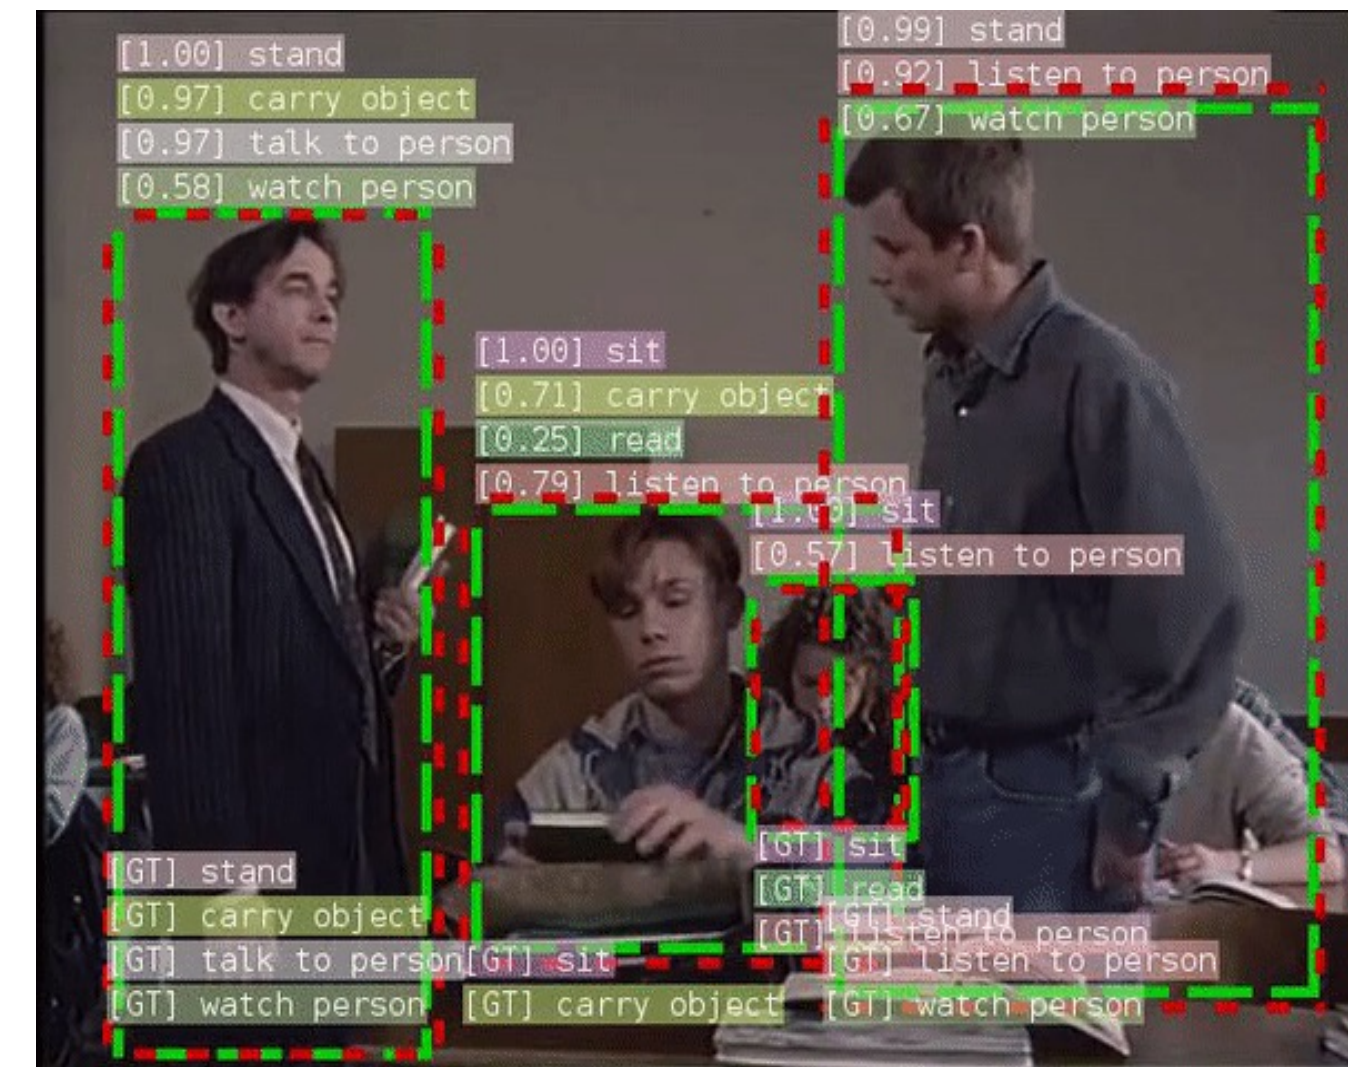 [1.00] stand
[0.97] carry object
[0.97] talk to person
[0.58] watch person
[0.99] stand
[0.92] listen to person
[0.67] watch person
[1.00] sit
[0.71] carry object
[0.25] read
[0.79] listen to person
[1.00] sit
[0.57] listen to person
[GT] stand
[GT] carry object
[GT] talk to person
[GT] watch person
[GT] sit
[GT] carry object
[GT] sit
[GT] read
[GT] listen to person
[GT] stand
[GT] listen to person
[GT] watch person